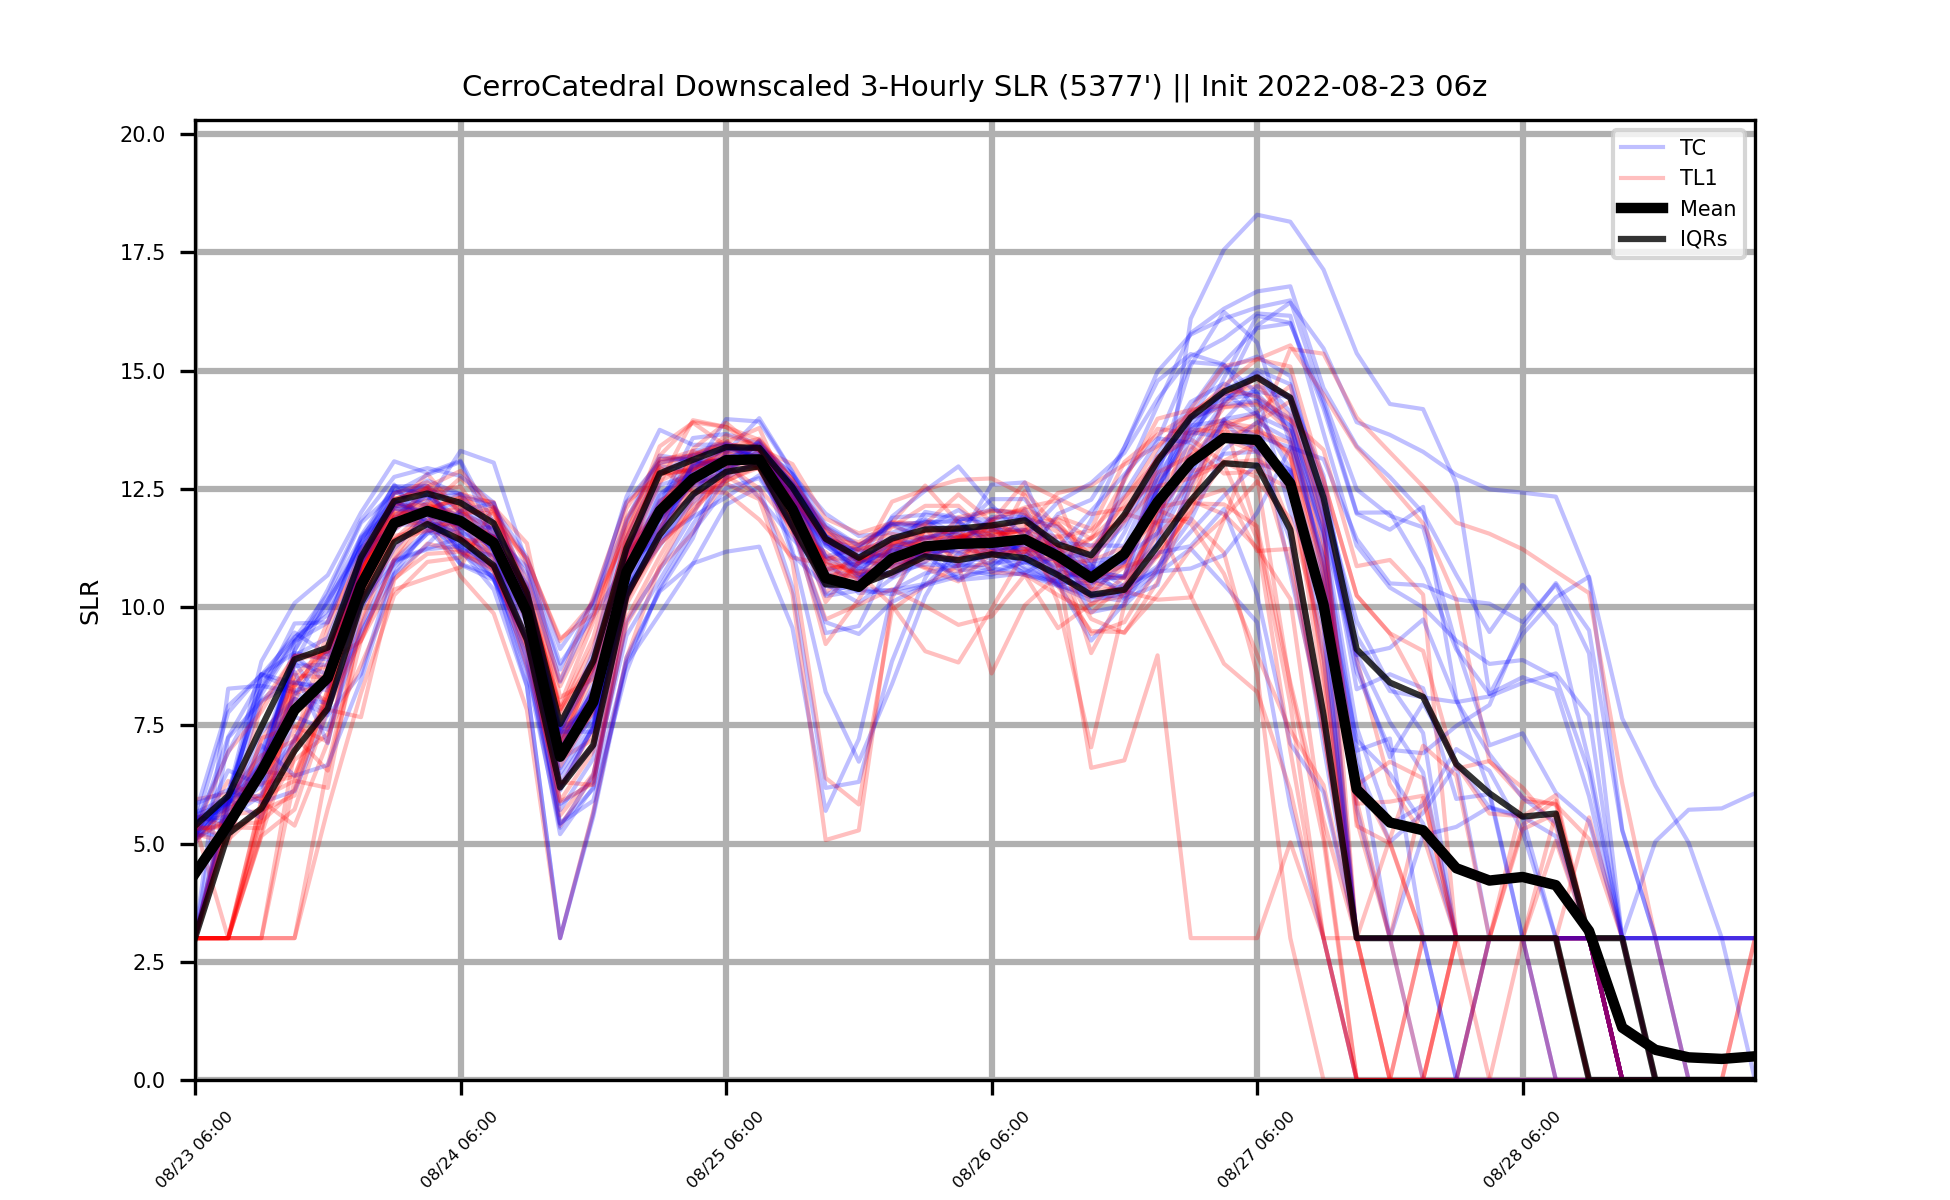 CerroCatedral Downscaled 3-Hourly SLR (5377') || Init 2022-08-23 06z
20.0
17.5
15.0
12.5
10.0
7.5
5.0
2.5
0.0
SLR
TC
TL1
Mean
IQRs
08/23 06:00
08/24 06:00
08/25 06:00
08/26 06:00
08/27 06:00
08/28 06:00